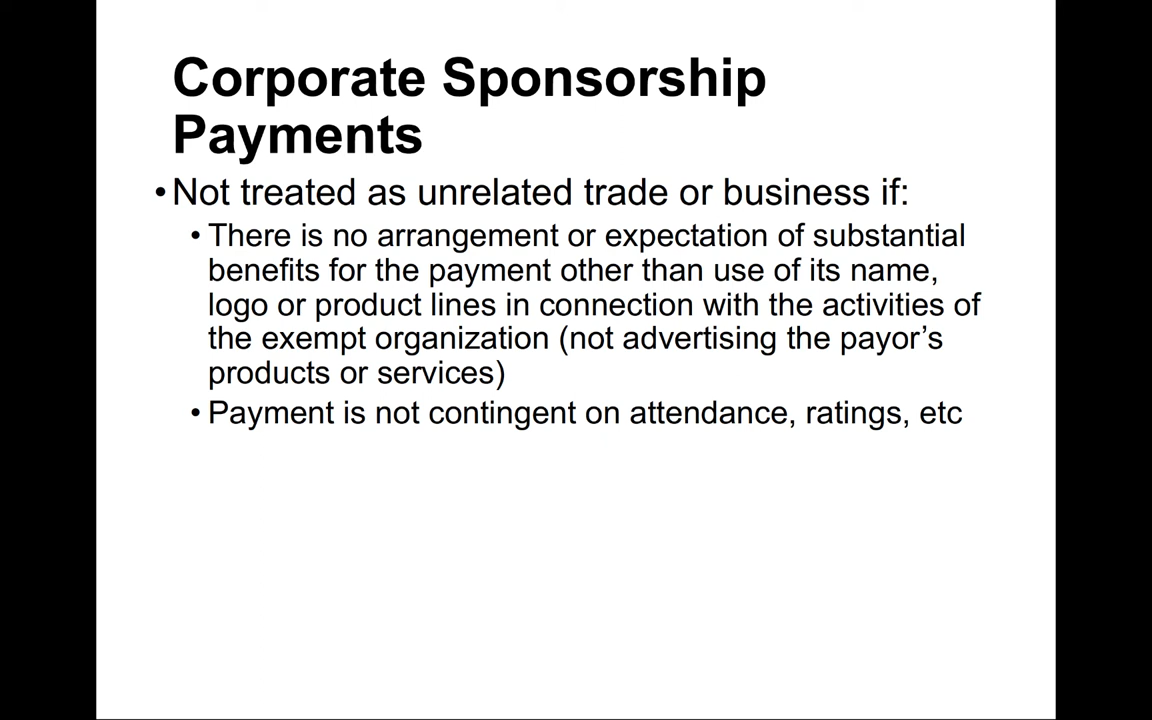 Corporate Sponsorship
Payments
•Not treated as unrelated trade or business if:
• There is no arrangement or expectation of substantial
benefits for the payment other than use of its name,
logo or product lines in connection with the activities of
the exempt organization (not advertising the payor’s
products or services)
• Payment is not contingent on attendance, ratings, etc